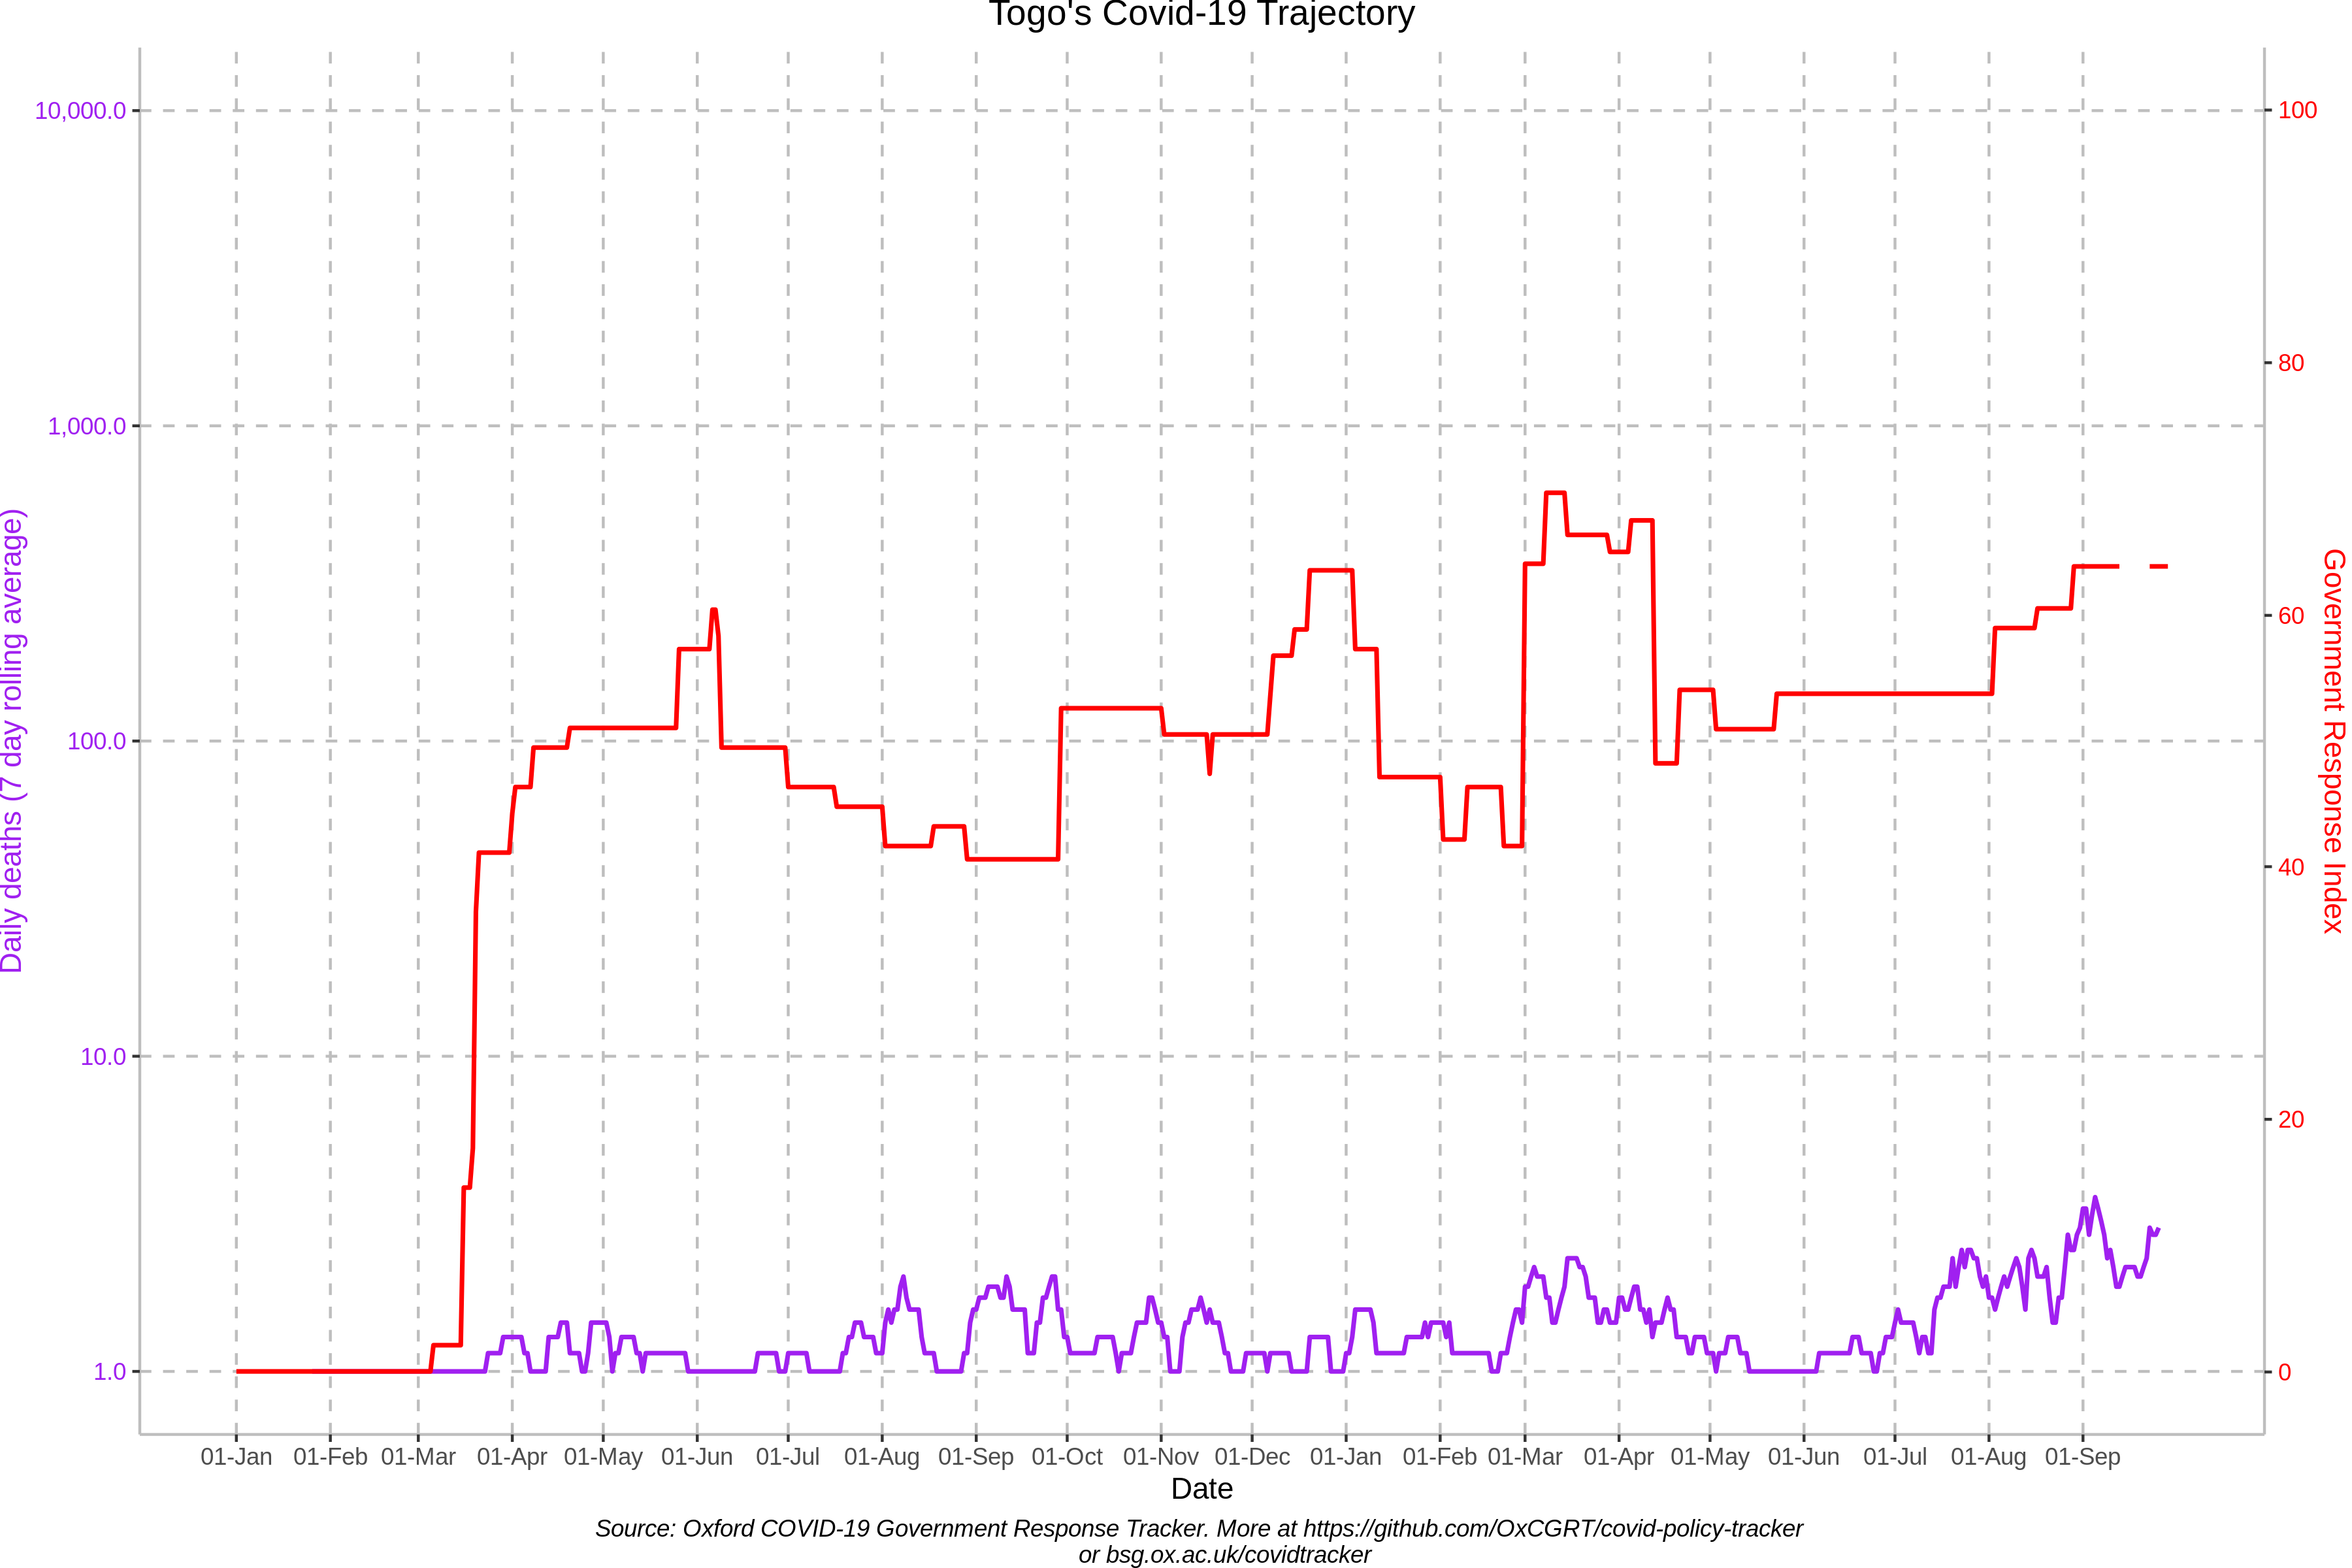 Togo's Covid-19 Trajectory
10,000.0
1,000.0
100.0
10.0
1.0
Daily deaths (7 day rolling average)
100
80
60
40
20
0
Government Response Index
01-Jan 01-Feb 01-Mar 01-Apr 01-May 01-Jun 01-Jul 01-Aug 01-Sep 01-Oct 01-Nov 01-Dec 01-Jan 01-Feb 01-Mar 01-Apr 01-May 01-Jun 01-Jul 01-Aug 01-Sep
Date
Source: Oxford COVID-19 Government Response Tracker. More at https://github.com/OxCGRT/covid-policy-tracker
or bsg.ox.ac.uk/covidtracker